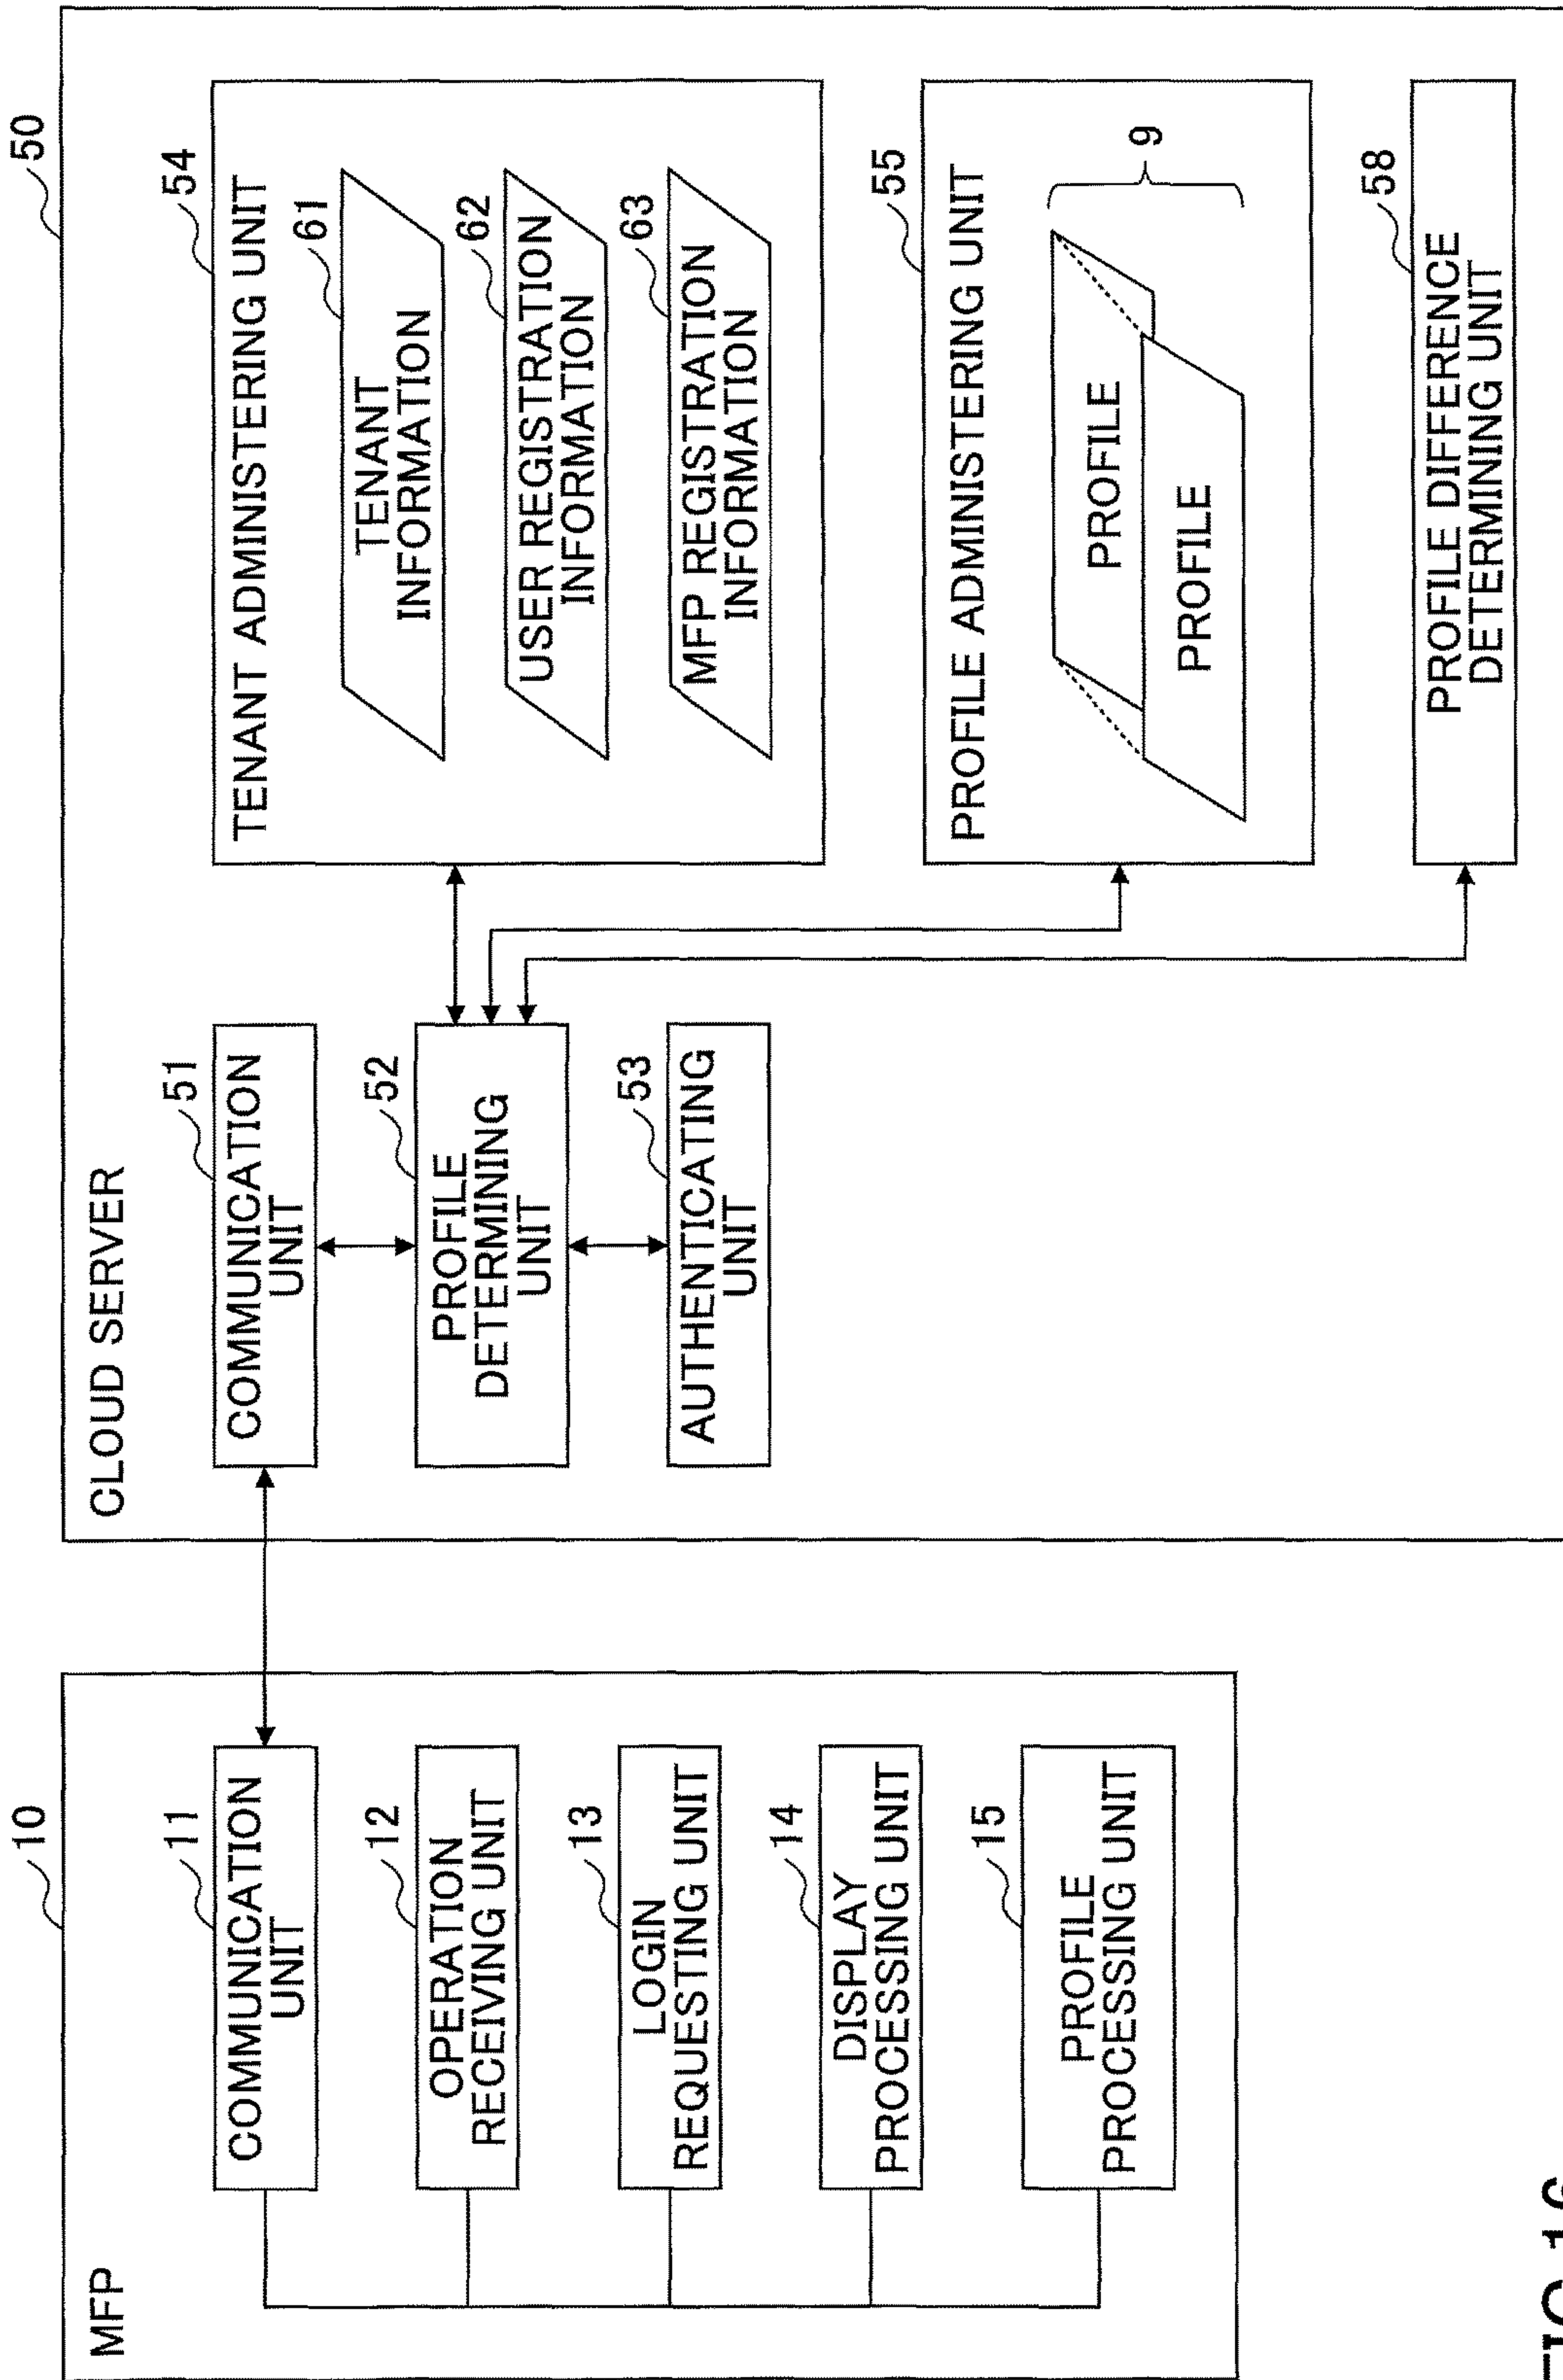 MFP
10
COMMUNICATION
UNIT
11
OPERATION
RECEIVING UNIT
12
LOGIN
REQUESTING UNIT
13
DISPLAY
PROCESSING UNIT
14
PROFILE
PROCESSING UNIT
15
CLOUD SERVER
50
COMMUNICATION
UNIT
51
PROFILE
DETERMINING
UNIT
52
AUTHENTICATING
UNIT
53
TENANT ADMINISTERING UNIT
54
TENANT
INFORMATION
61
USER REGISTRATION
INFORMATION
62
MFP REGISTRATION
INFORMATION
63
PROFILE ADMINISTERING UNIT
55
PROFILE
PROFILE
9
PROFILE DIFFERENCE
DETERMINING UNIT
58